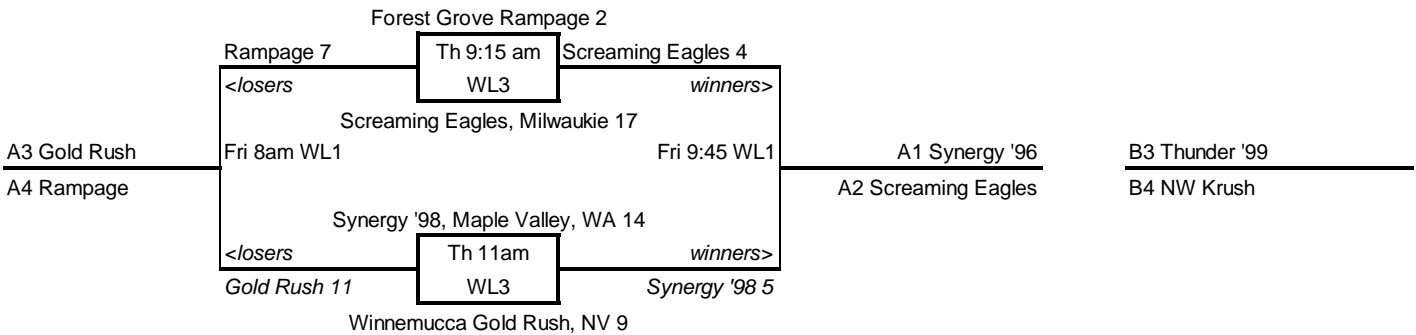 Forest Grove Rampage 2
Rampage 7 Th 9:15 am Screaming Eagles 4
<losers WL3 winners>
Screaming Eagles, Milwaukie 17
A3 Gold Rush Fri 8am WL1 Fri 9:45 WL1 A1 Synergy '96 B3 Thunder '99
A4 Rampage A2 Screaming Eagles B4 NW Krush
Synergy '98, Maple Valley, WA 14
<losers Th 11am winners>
Gold Rush 11 WL3 Synergy '98 5
Winnemucca Gold Rush, NV 9